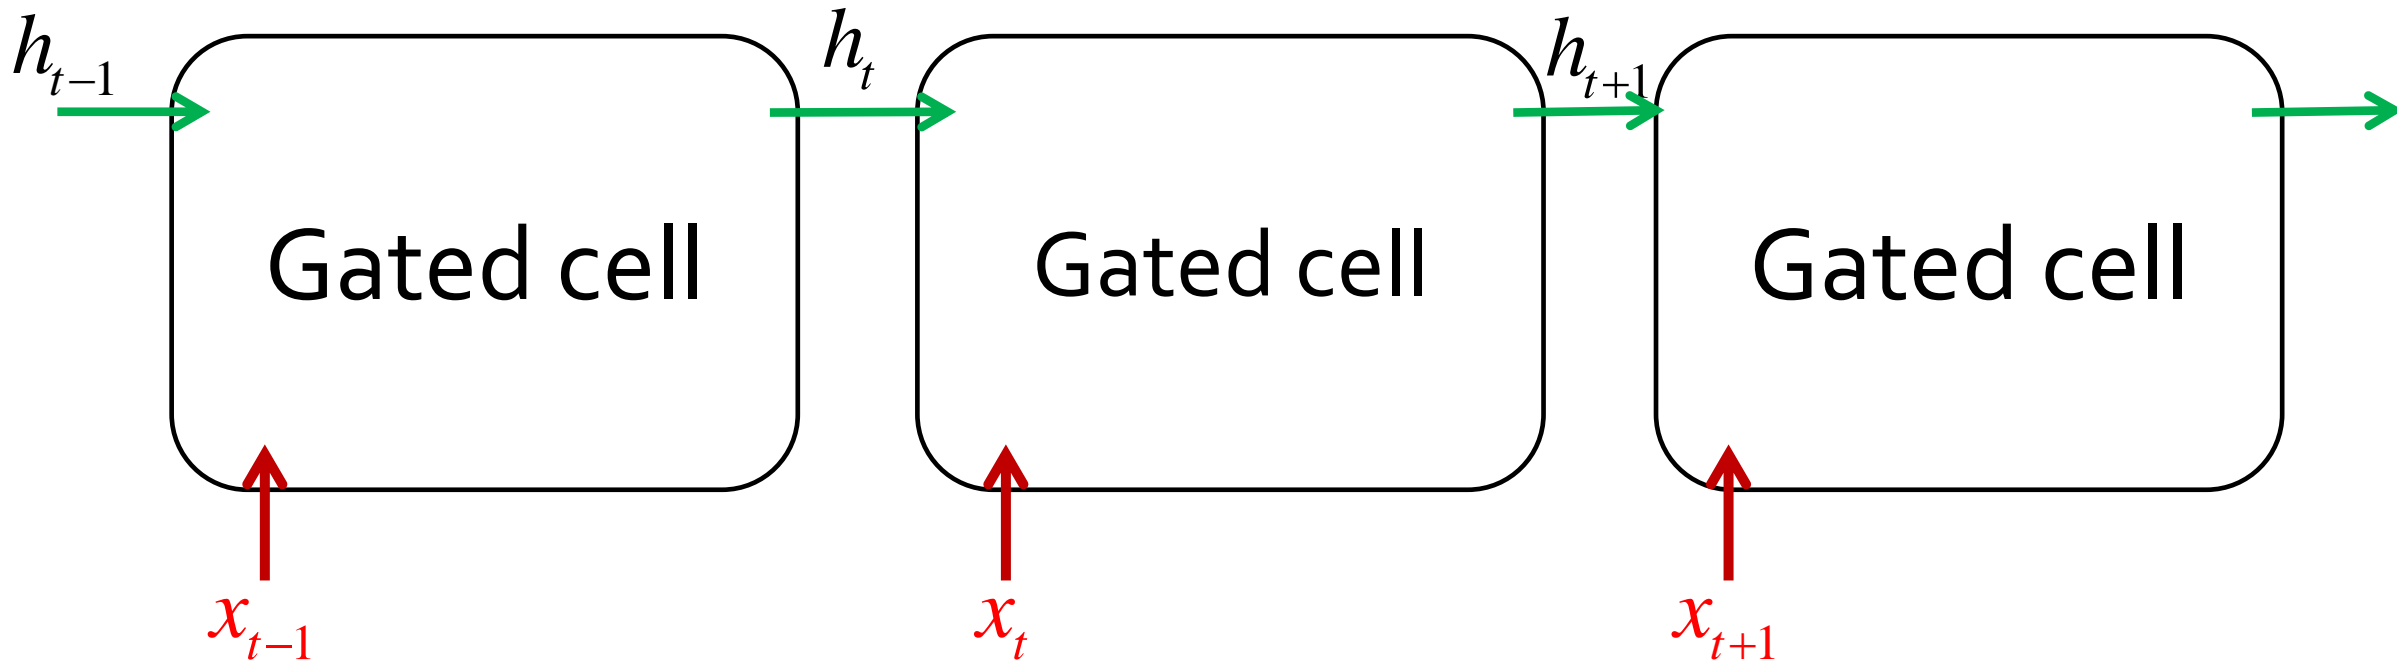 h_{t−1} h_t h_{t+1}
Gated cell Gated cell Gated cell
x_{t−1} x_t x_{t+1}